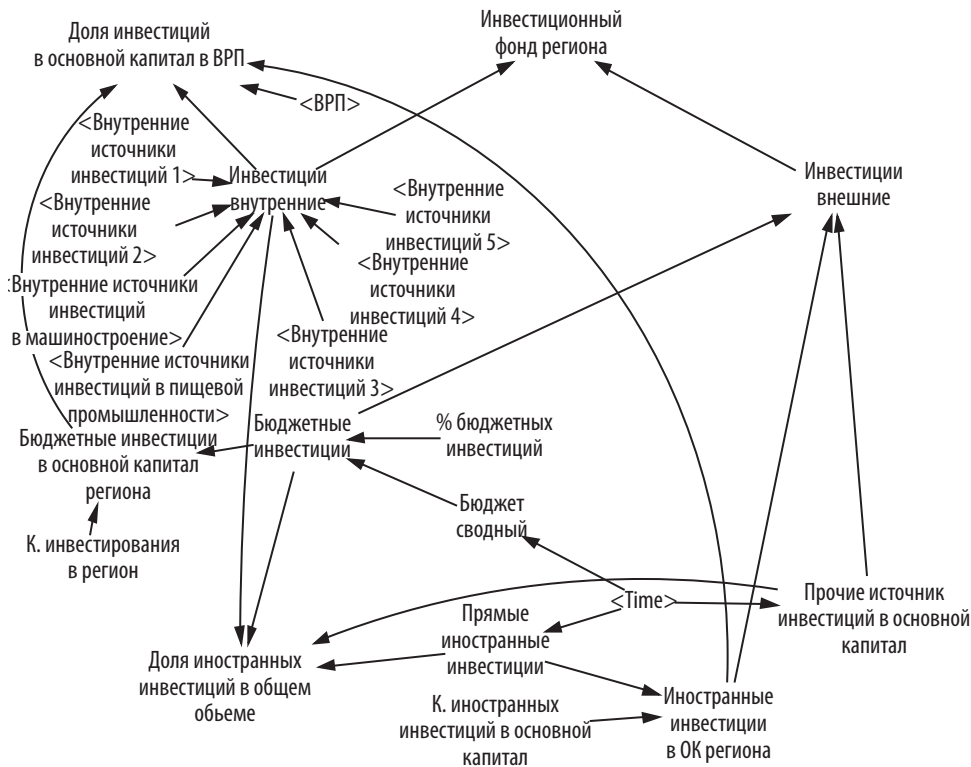 Доля инвестиций
в основной капитал в ВРП
Инвестиционный
фонд региона
<ВРП>
<Внутренние
источники
инвестиций 1>
Инвестиции
внутренние
<Внутренние
источники
инвестиций 5>
Инвестиции
внешние
<Внутренние
источники
инвестиций 2>
<Внутренние
источники
инвестиций 4>
<Внутренние источники
инвестиций
в машиностроение>
<Внутренние
источники
инвестиций 3>
<Внутренние источники
инвестиций в пищевой
промышленности>
Бюджетные инвестиции
в основной капитал
региона
Бюджетные
инвестиции
% бюджетных
инвестиций
К. инвестирования
в регион
Бюджет
сводный
<Time>
Прочие источник
инвестиций в основной
капитал
Прямые
иностранные
инвестиции
Доля иностранных
инвестиций в общем
обьеме
К. иностранных
инвестиций в основной
капитал
Иностранные
инвестиции
в ОК региона